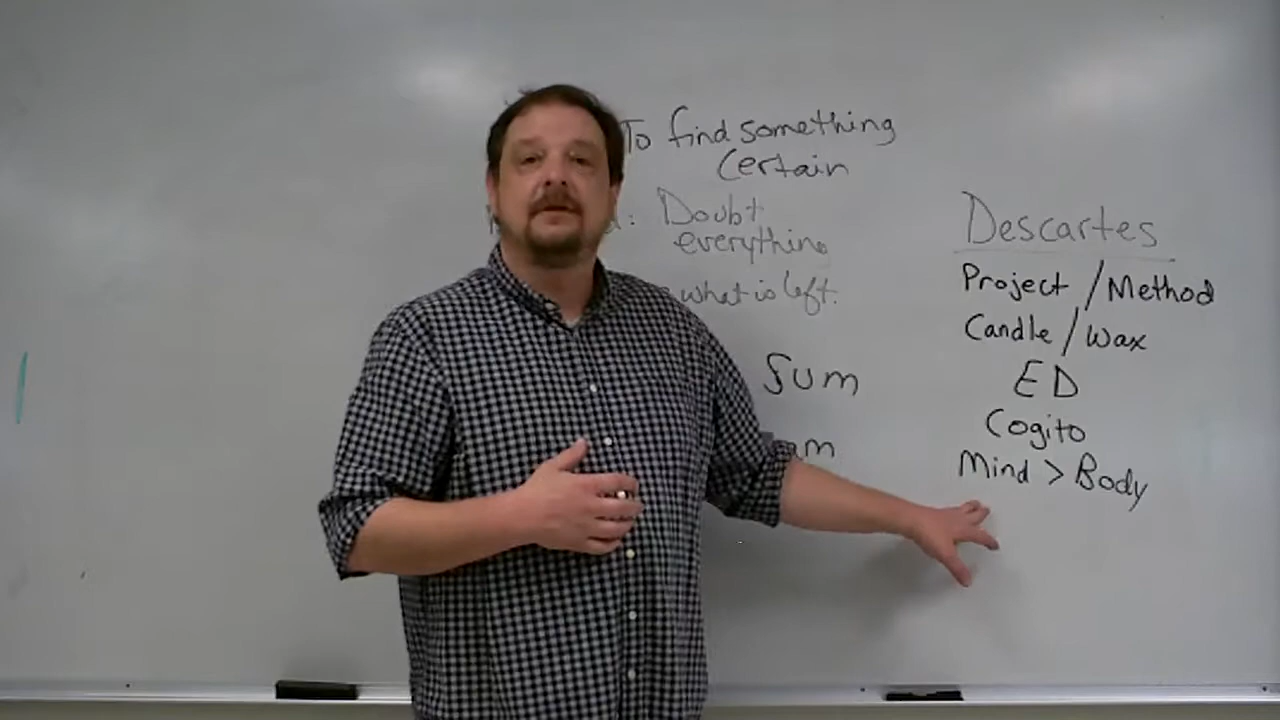 To find something
Certain
Doubt
everything
what is left.
Sum
am
Descartes
Project / Method
Candle / Wax
ED
Cogito
Mind > Body